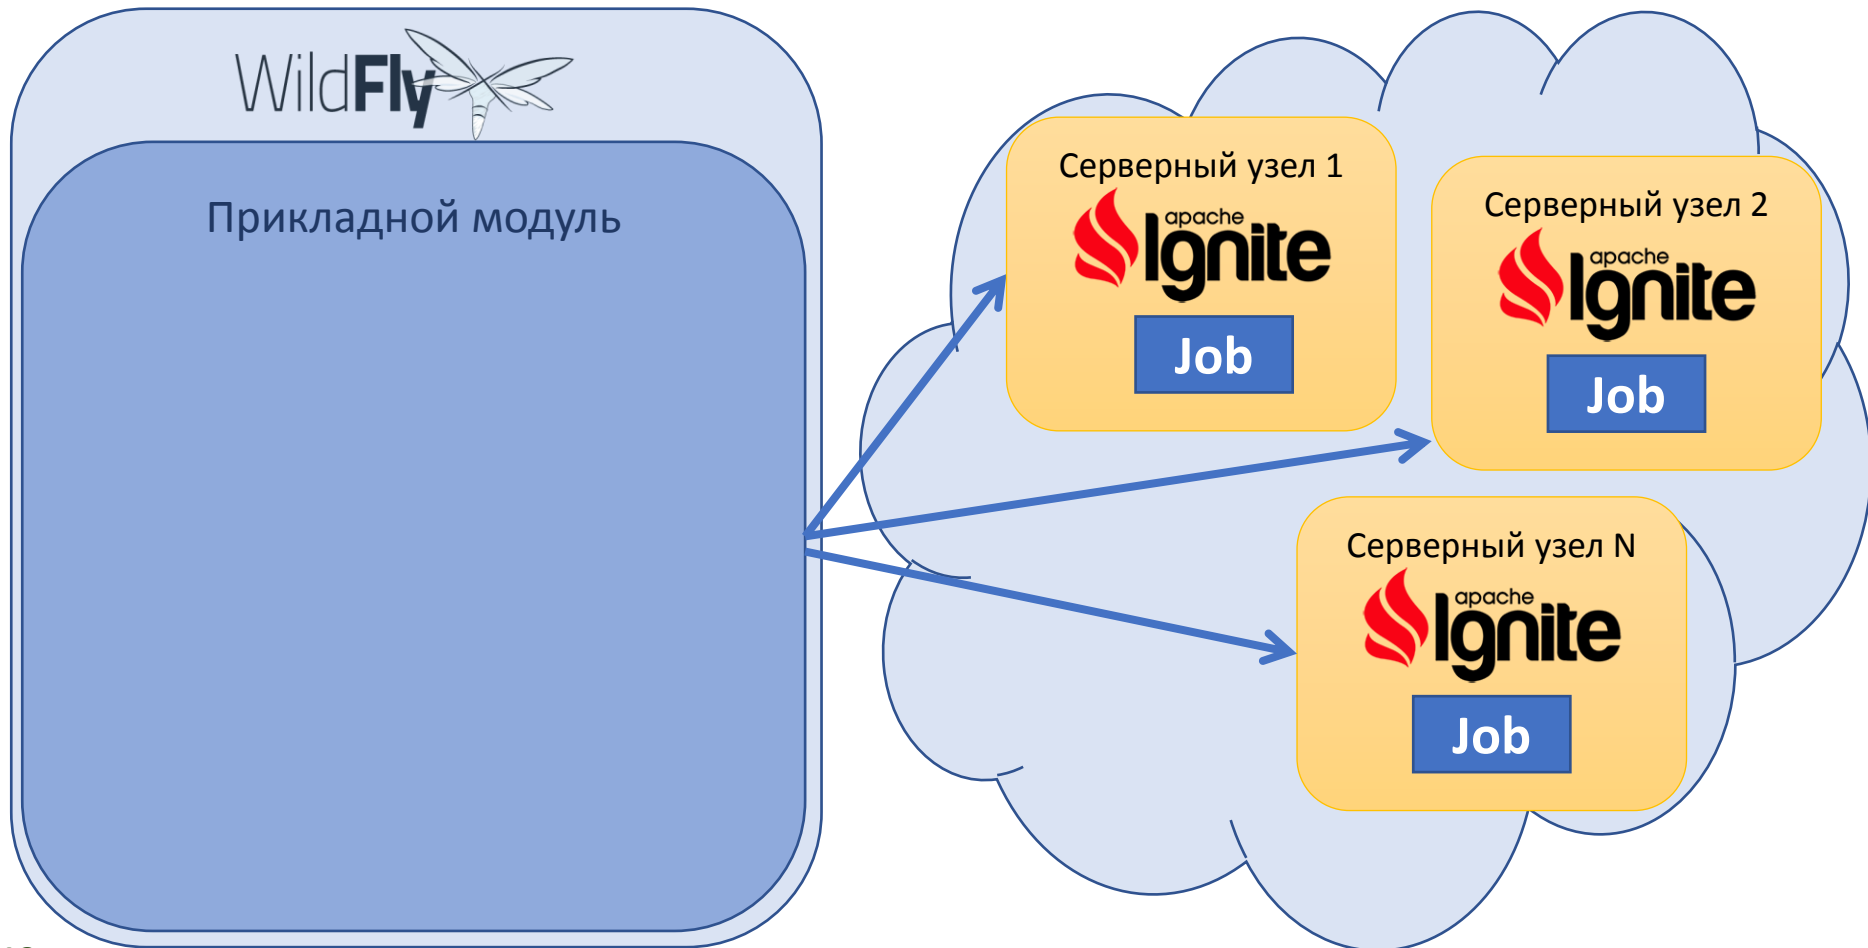 WildFly
Прикладной модуль
Серверный узел 1
apache
Ignite
Job
Серверный узел 2
apache
Ignite
Job
Серверный узел N
apache
Ignite
Job